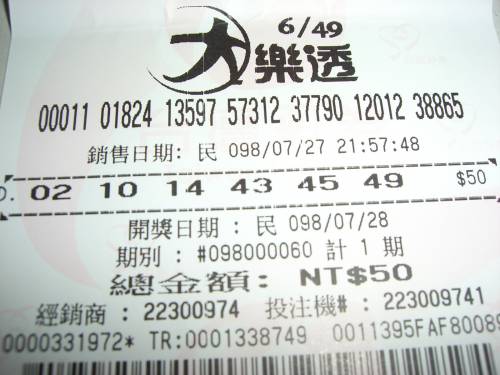 6/49
大樂透
00011 01824 13597 57312 37790 12012 38865
銷售日期: 民 098/07/27 21:57:48
02 10 14 43 45 49 $50
開獎日期 : 民 098/07/28
期別 : #098000060 計 1 期
總金額: NT$50
經銷商 : 22300974 投注機# : 223009741
0000331972* TR:0001338749 0011395FAF80089